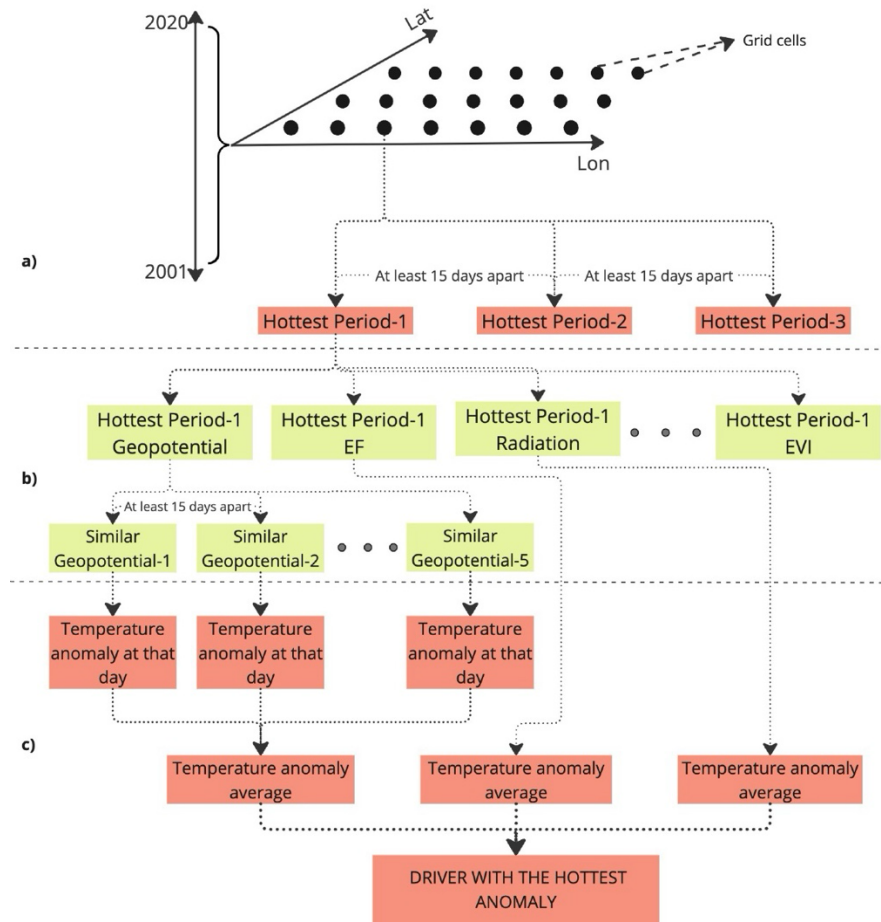 2020
Lat
Grid cells
Lon
a)
2001
At least 15 days apart
At least 15 days apart
Hottest Period-1
Hottest Period-2
Hottest Period-3
Hottest Period-1
Geopotential
Hottest Period-1
EF
Hottest Period-1
Radiation
Hottest Period-1
EVI
b)
At least 15 days apart
Similar
Geopotential-1
Similar
Geopotential-2
Similar
Geopotential-5
Temperature
anomaly at that
day
Temperature
anomaly at that
day
Temperature
anomaly at that
day
c)
Temperature anomaly
average
Temperature anomaly
average
Temperature anomaly
average
DRIVER WITH THE HOTTEST
ANOMALY